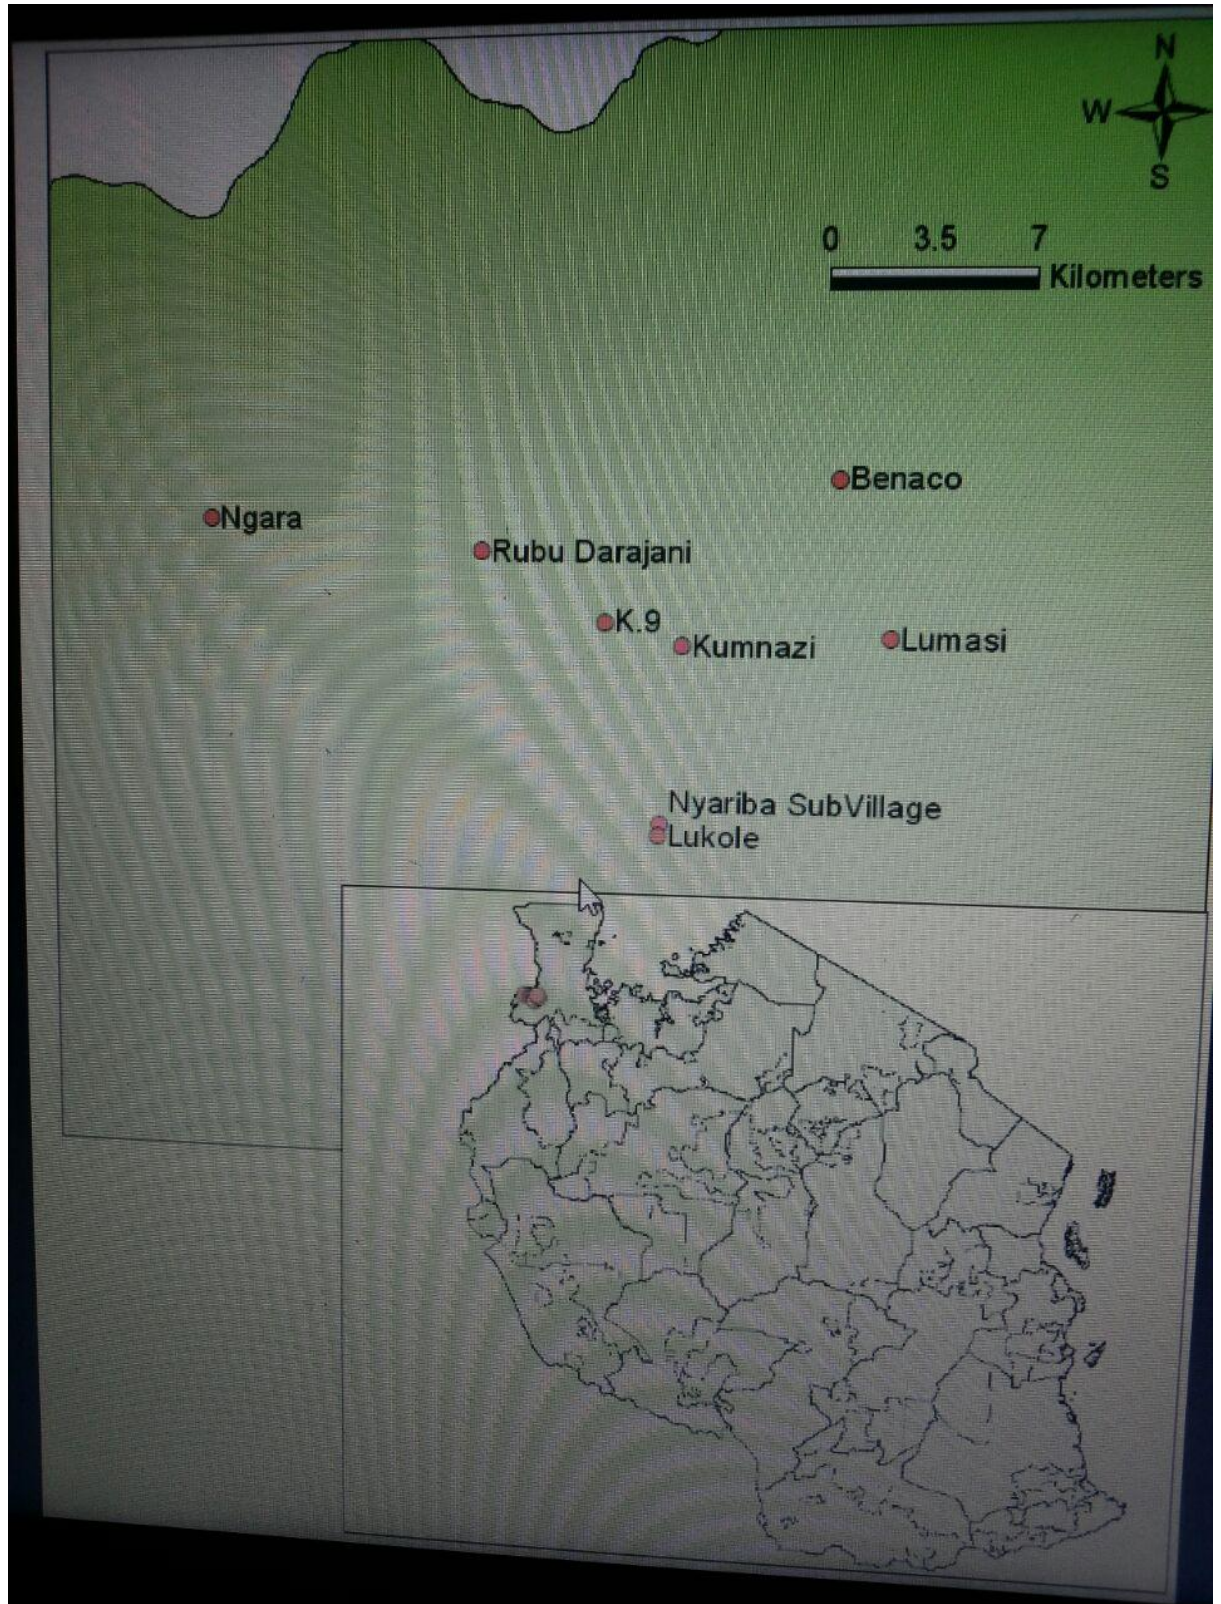 N
W
S
0 3.5 7
Kilometers
Benaco
Ngara
Rubu Darajani
K.9
Kumnazi
Lumasi
Nyariba SubVillage
Lukole